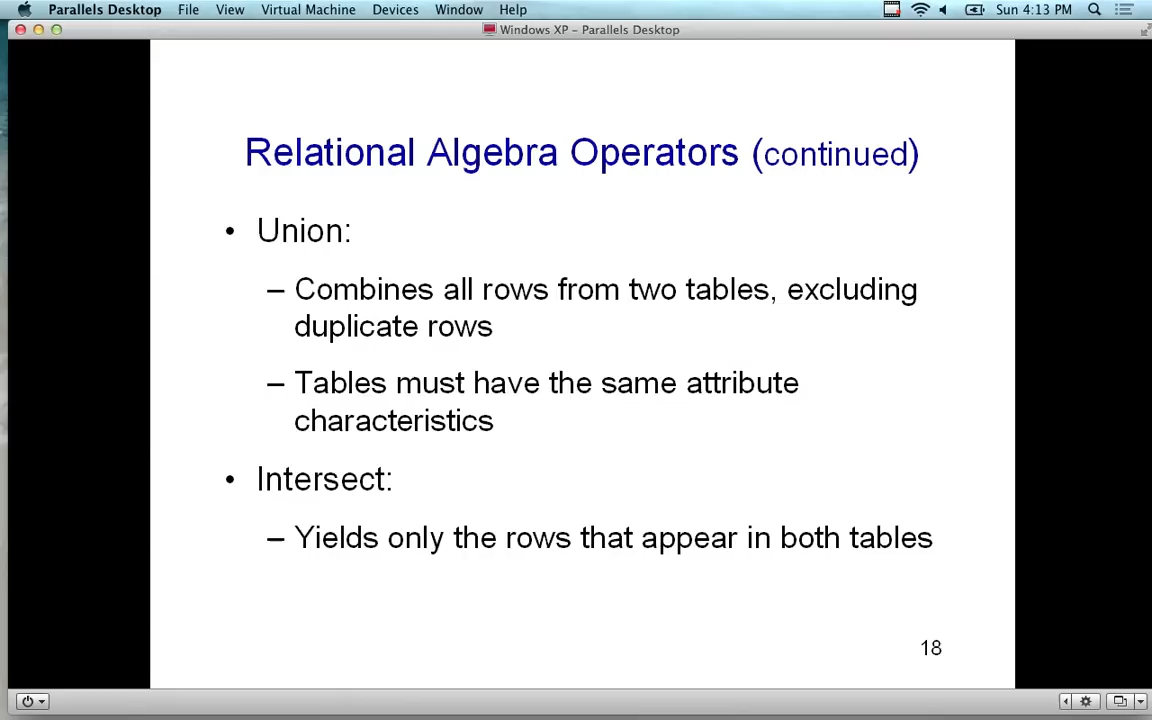 Parallels Desktop File View Virtual Machine Devices Window Help Sun 4:13 PM
Windows XP - Parallels Desktop
Relational Algebra Operators (continued)
• Union:
– Combines all rows from two tables, excluding
duplicate rows
– Tables must have the same attribute
characteristics
• Intersect:
– Yields only the rows that appear in both tables
18